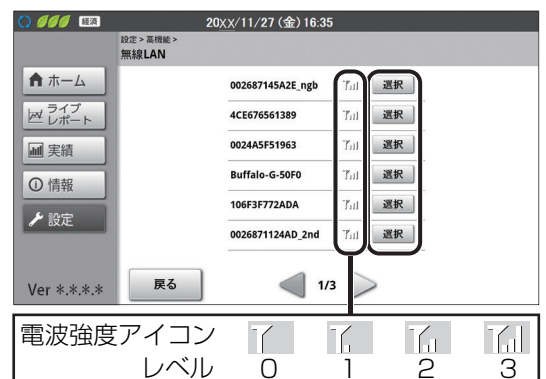 経済
20XX/11/27 (金) 16:35
設定 > 高機能 >
無線LAN
ホーム
ライブ
レポート
実績
情報
設定
Ver *.*.*.*
002687145A2E_ngb 選択
4CE676561389 選択
0024A5F51963 選択
Buffalo-G-50F0 選択
106F3F772ADA 選択
0026871124AD_2nd 選択
戻る
1/3
電波強度アイコン
レベル 0 1 2 3